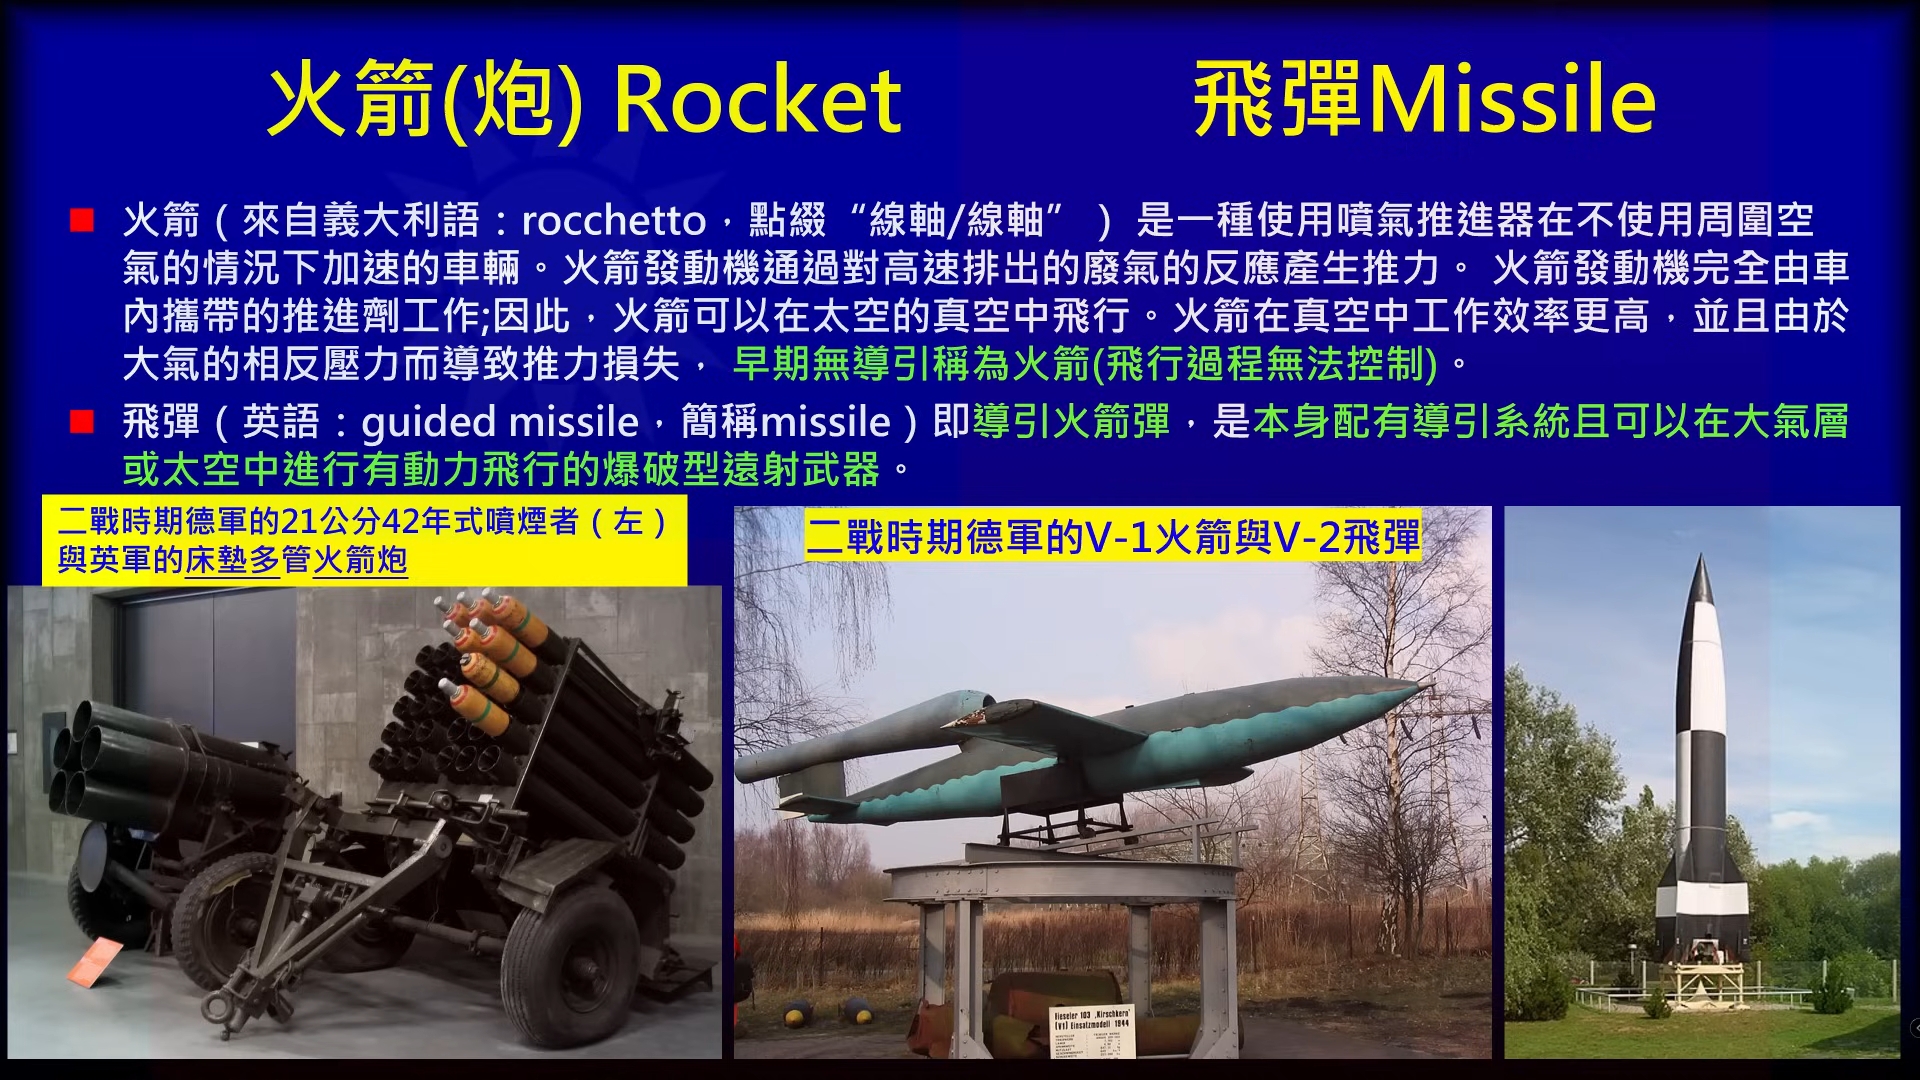 火箭(炮) Rocket
飛彈Missile
火箭（來自義大利語：rocchetto，點綴“線軸/線軸”） 是一種使用噴氣推進器在不使用周圍空
氣的情況下加速的車輛。火箭發動機通過對高速排出的廢氣的反應產生推力。 火箭發動機完全由車
內攜帶的推進劑工作;因此，火箭可以在太空的真空中飛行。火箭在真空中工作效率更高，並且由於
大氣的相反壓力而導致推力損失， 早期無導引稱為火箭(飛行過程無法控制)。
飛彈（英語：guided missile，簡稱missile）即導引火箭彈，是本身配有導引系統且可以在大氣層
或太空中進行有動力飛行的爆破型遠射武器。
二戰時期德軍的21公分42年式噴煙者（左）
與英軍的床墊多管火箭炮
二戰時期德軍的V-1火箭與V-2飛彈
Fieseler 103 „Kirschkern"
(V1) Einsatzmodell 1944